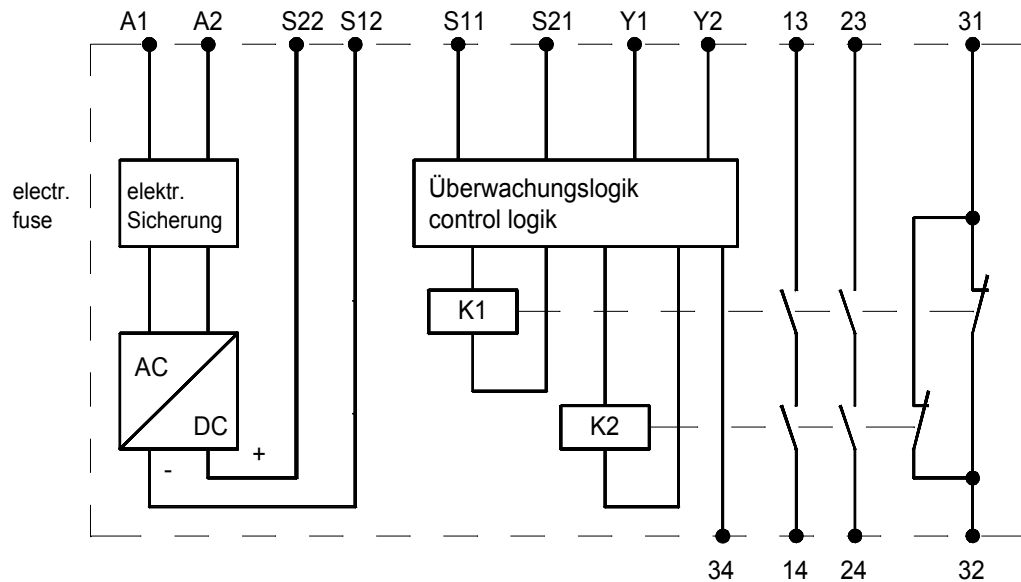 A1 A2 S22 S12 S11 S21 Y1 Y2 13 23 31
electr.
fuse
elektr.
Sicherung
Überwachungslogik
control logik
K1
AC
DC
K2
- +
34 14 24 32